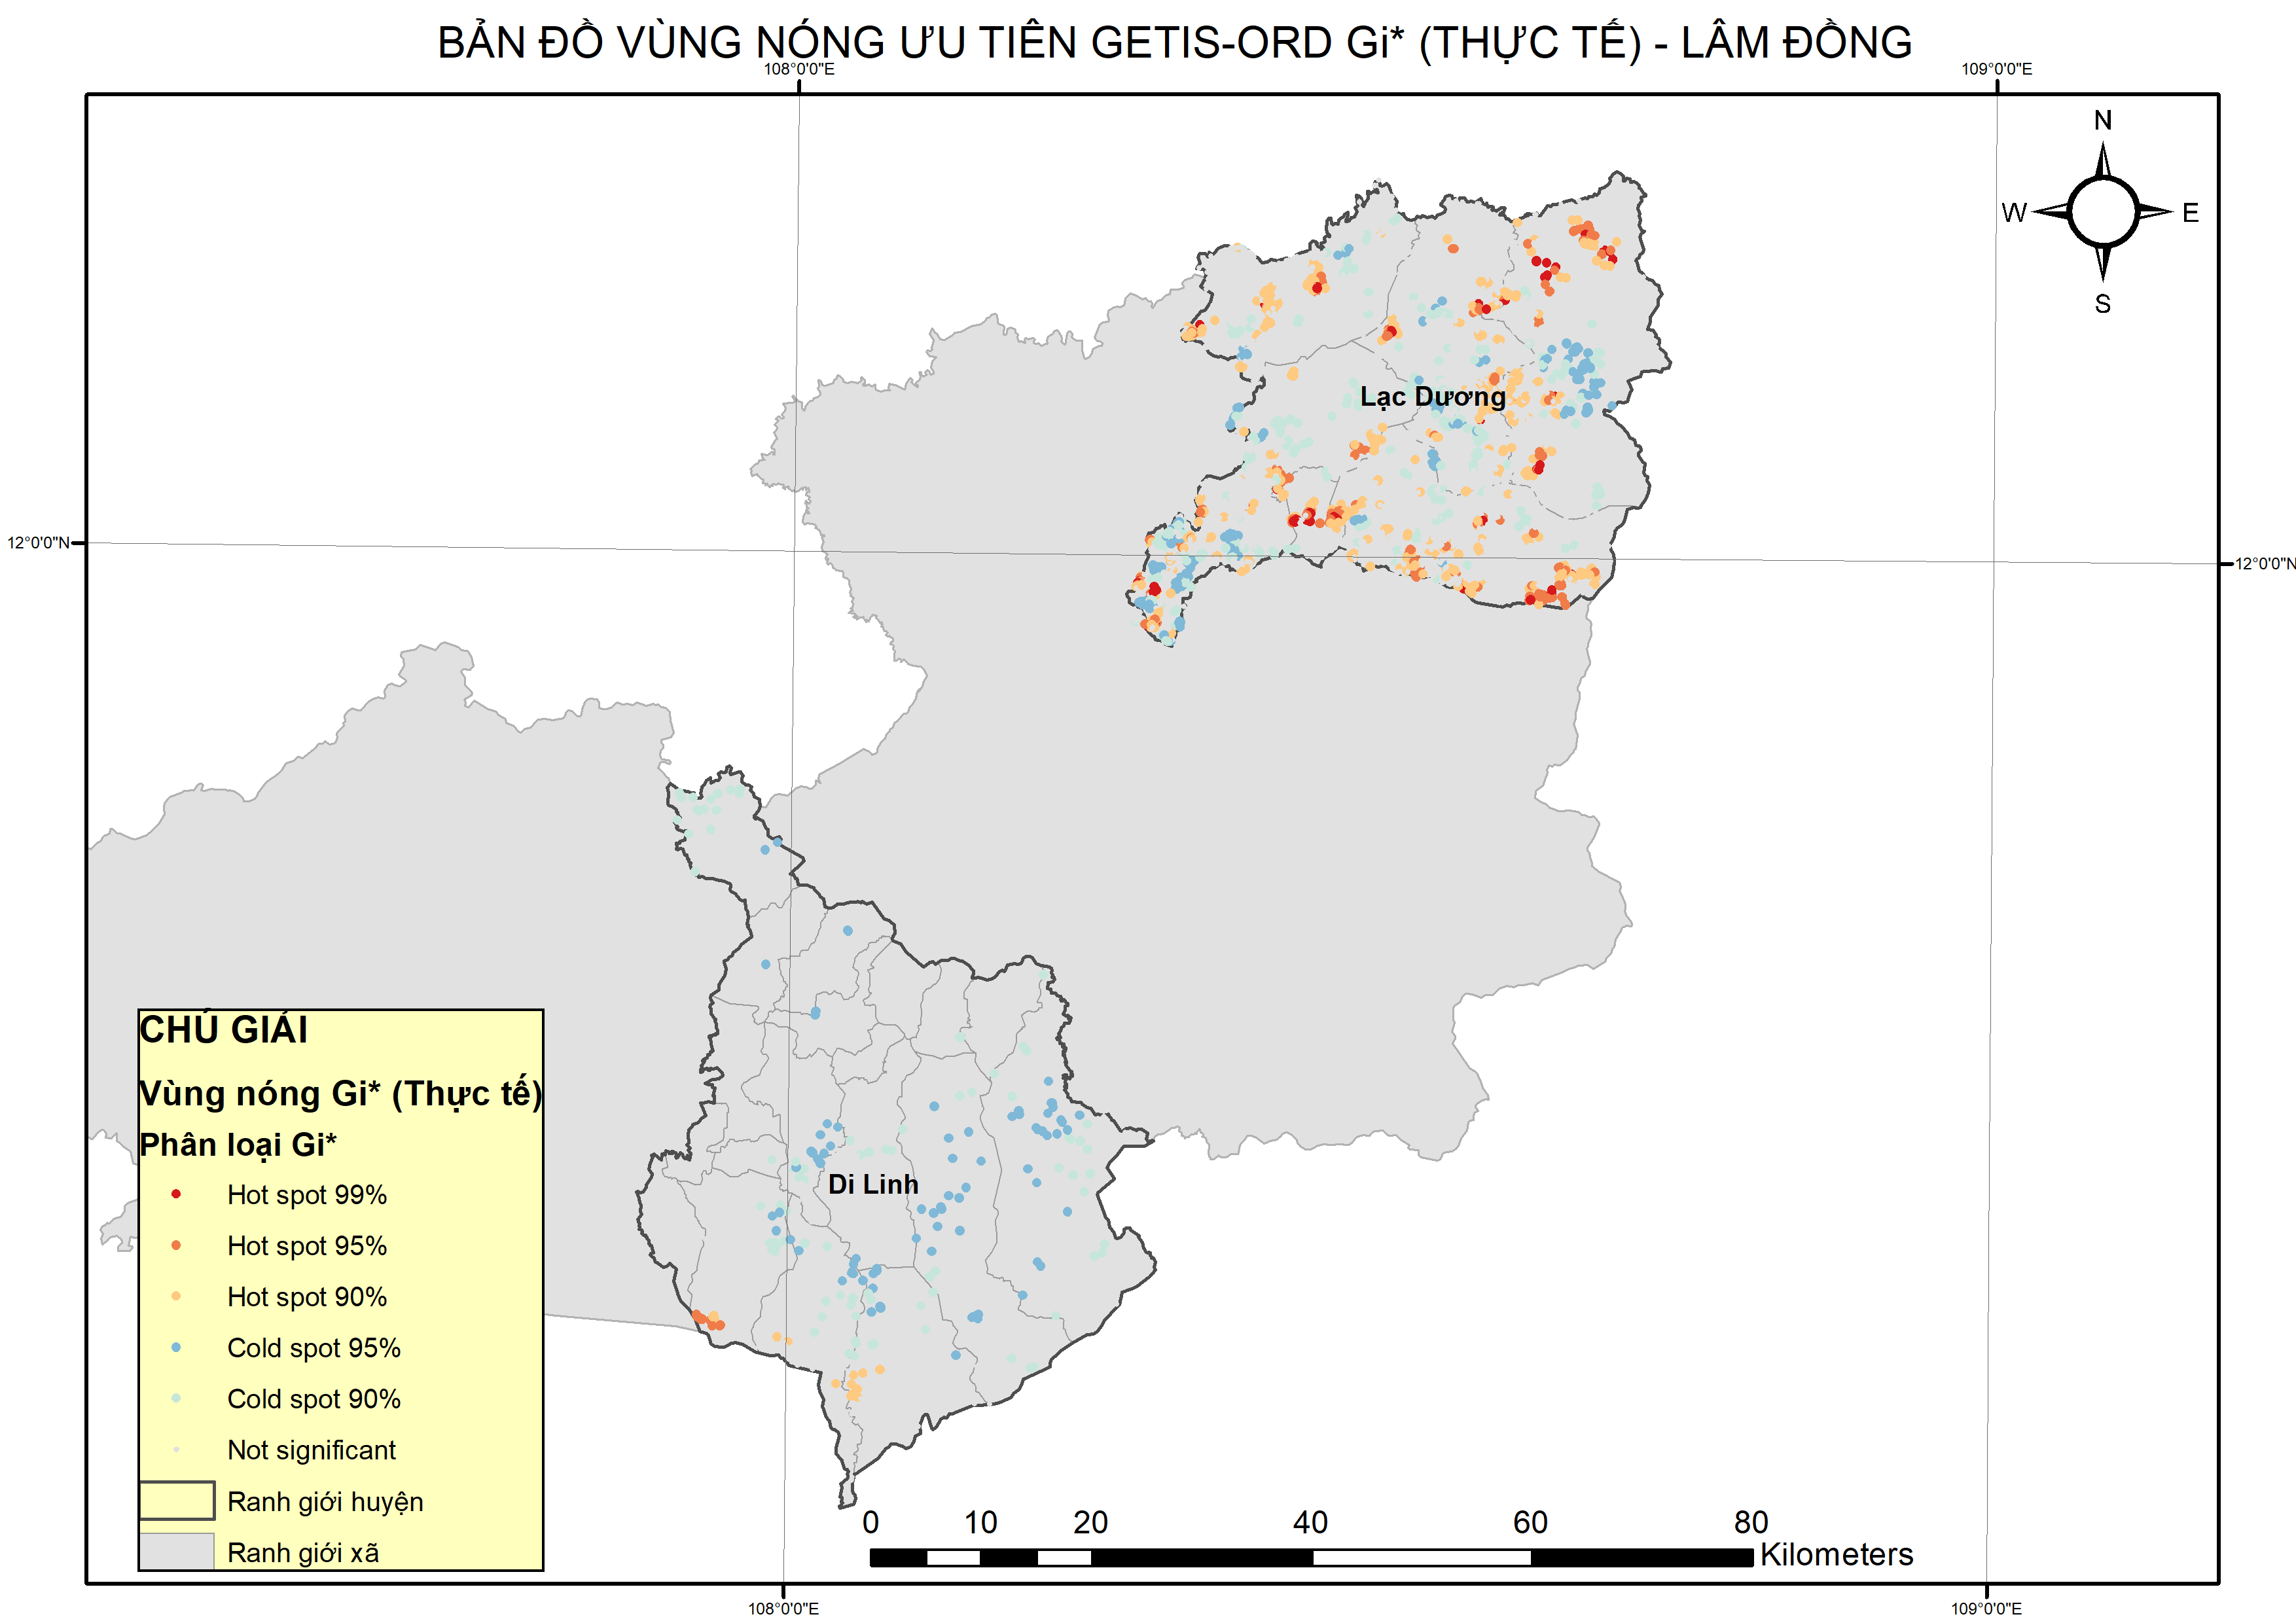 BẢN ĐỒ VÙNG NÓNG ƯU TIÊN GETIS-ORD Gi* (THỰC TẾ) - LÂM ĐỒNG
108°0'0"E
109°0'0"E
N
W
E
S
Lạc Dương
12°0'0"N
12°0'0"N
Di Linh
CHÚ GIẢI
Vùng nóng Gi* (Thực tế)
Phân loại Gi*
Hot spot 99%
Hot spot 95%
Hot spot 90%
Cold spot 95%
Cold spot 90%
Not significant
Ranh giới huyện
Ranh giới xã
0 10 20 40 60 80
Kilometers
108°0'0"E
109°0'0"E